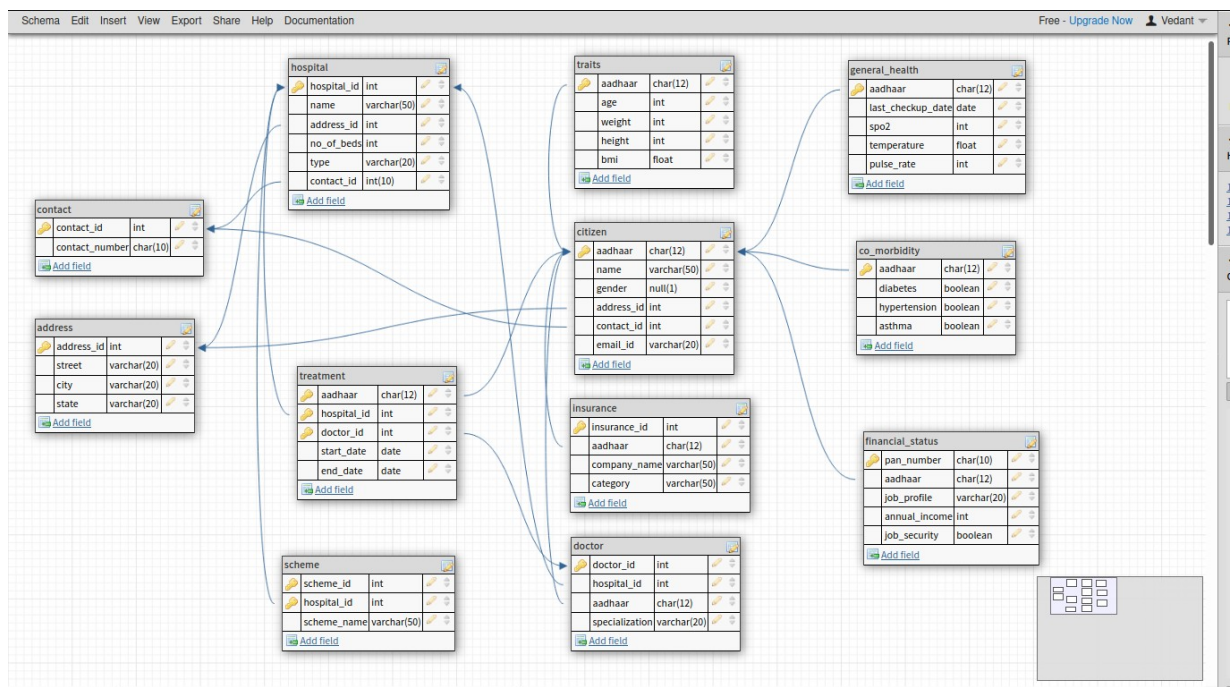 Schema Edit Insert View Export Share Help Documentation
Free - Upgrade Now Vedant
hospital
hospital_id int
name varchar(50)
address_id int
no_of_beds int
type varchar(20)
contact_id int(10)
Add field
traits
aadhaar char(12)
age int
weight int
height int
bmi float
Add field
general_health
aadhaar char(12)
last_checkup_date date
spo2 int
temperature float
pulse_rate int
Add field
contact
contact_id int
contact_number char(10)
Add field
citizen
aadhaar char(12)
name varchar(50)
gender null(1)
address_id int
contact_id int
email_id varchar(20)
Add field
co_morbidity
aadhaar char(12)
diabetes boolean
hypertension boolean
asthma boolean
Add field
address
address_id int
street varchar(20)
city varchar(20)
state varchar(20)
Add field
treatment
aadhaar char(12)
hospital_id int
doctor_id int
start_date date
end_date date
Add field
insurance
insurance_id int
aadhaar char(12)
company_name varchar(50)
category varchar(50)
Add field
financial_status
pan_number char(10)
aadhaar char(12)
job_profile varchar(20)
annual_income int
job_security boolean
Add field
scheme
scheme_id int
hospital_id int
scheme_name varchar(50)
Add field
doctor
doctor_id int
hospital_id int
aadhaar char(12)
specialization varchar(20)
Add field